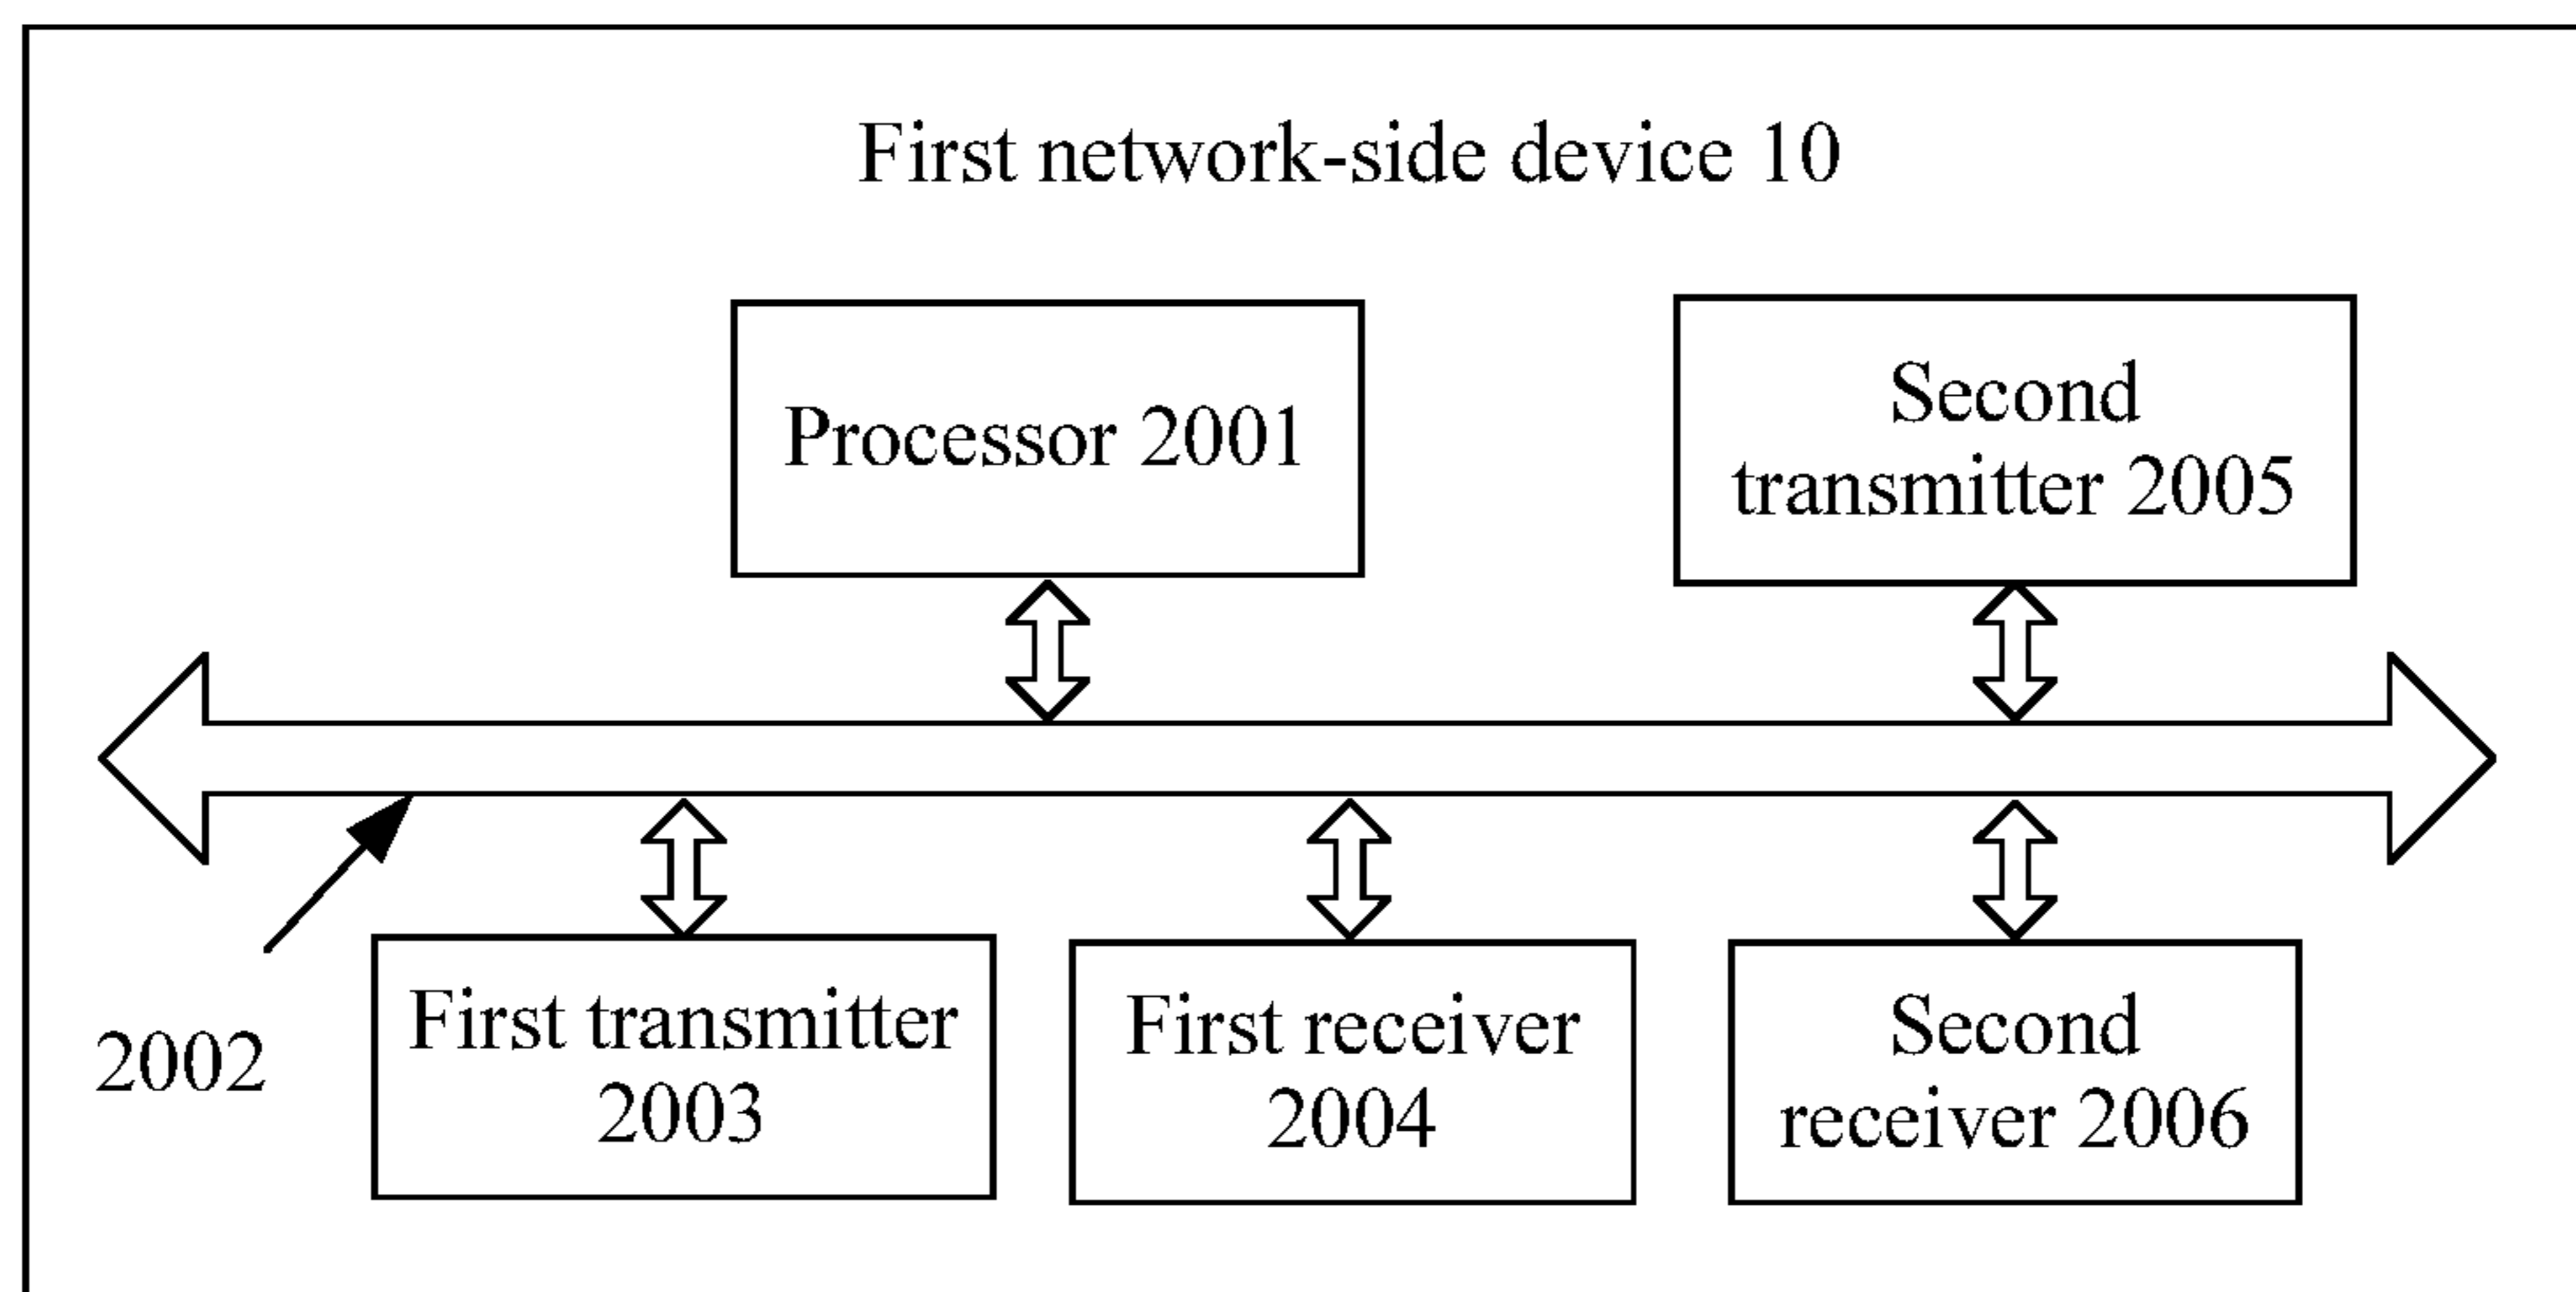 First network-side device 10
Processor 2001
Second
transmitter 2005
2002
First transmitter
2003
First receiver
2004
Second
receiver 2006